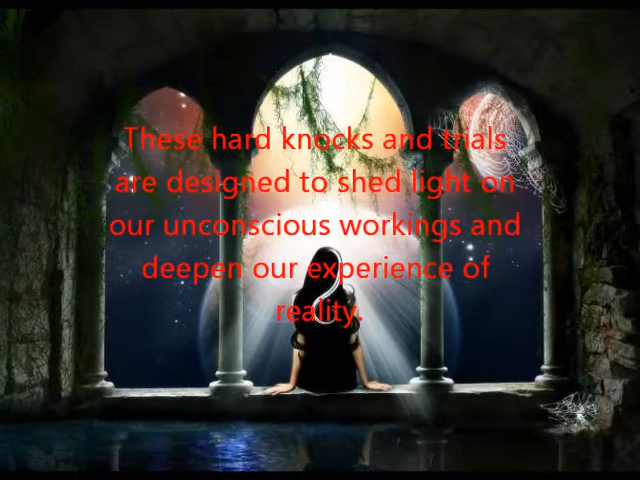 These hard knocks and trials
are designed to shed light on
our unconscious workings and
deepen our experience of
reality.